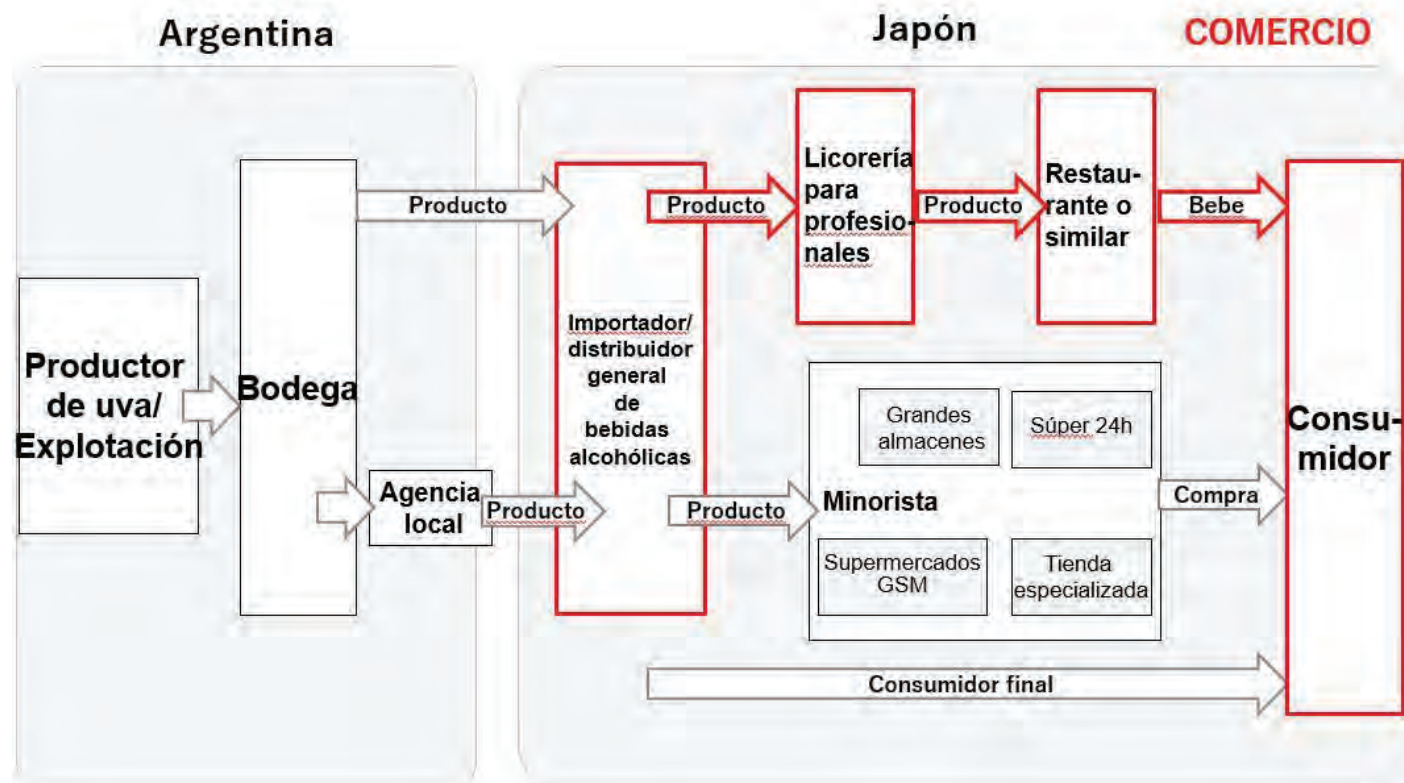 Argentina
Japón
COMERCIO
Productor
de uva/
Explotación
Bodega
Producto
Agencia
local
Producto
Importador/
distribuidor
general
de
bebidas
alcohólicas
Producto
Licorería
para
profesio-
nales
Producto
Restau-
rante o
similar
Bebe
Producto
Minorista
Grandes
almacenes
Súper 24h
Supermercados
GSM
Tienda
especializada
Compra
Consumidor final
Consu-
midor